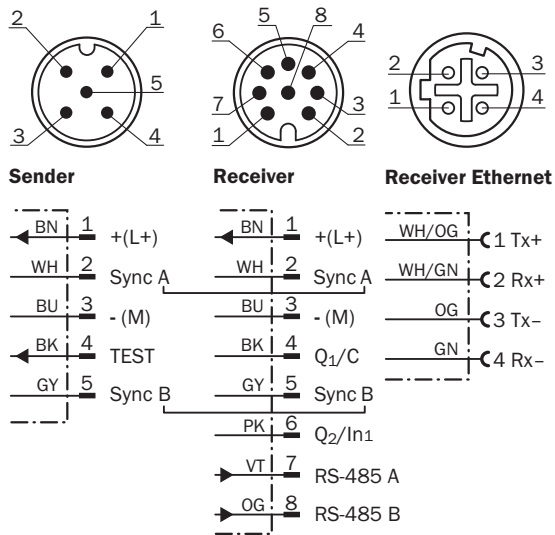 2 1 5 3 4
5 8 6 4 7 3 1 2
2 3 1 4
Sender
BN 1 +(L+)
WH 2 Sync A
BU 3 - (M)
BK 4 TEST
GY 5 Sync B
Receiver
BN 1 +(L+)
WH 2 Sync A
BU 3 - (M)
BK 4 Q1/C
GY 5 Sync B
PK 6 Q2/In1
VT 7 RS-485 A
OG 8 RS-485 B
Receiver Ethernet
WH/OG 1 Tx+
WH/GN 2 Rx+
OG 3 Tx–
GN 4 Rx–